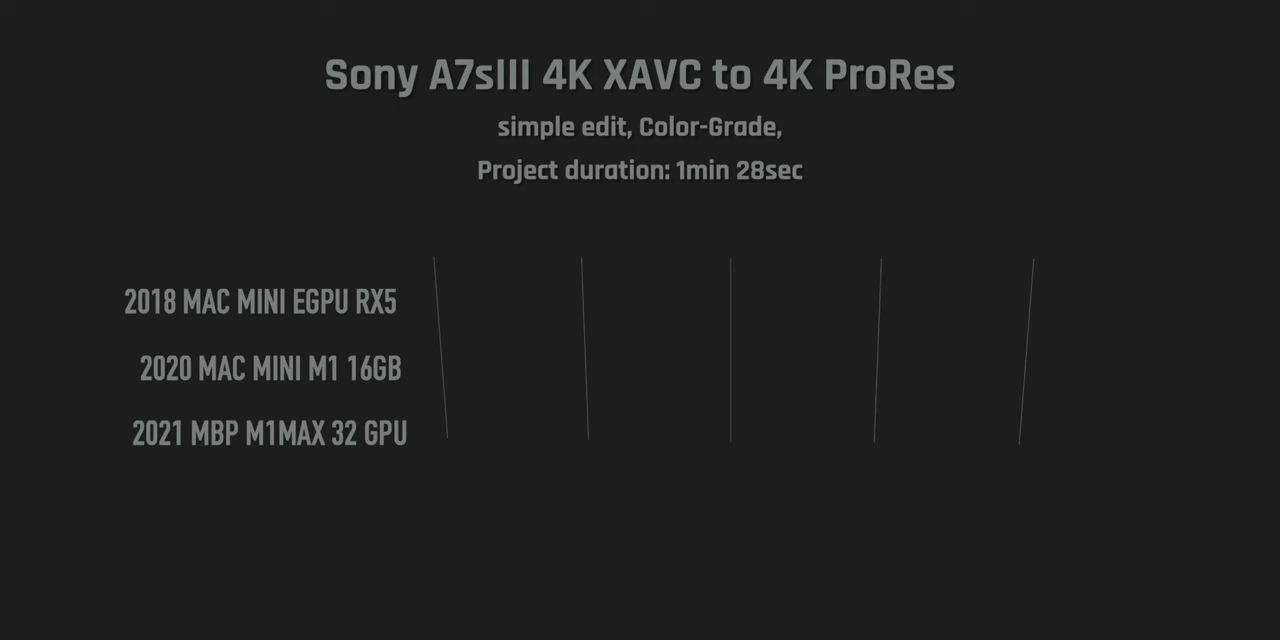 Sony A7sIII 4K XAVC to 4K ProRes
simple edit, Color-Grade,
Project duration: 1min 28sec
2018 MAC MINI EGPU RX5
2020 MAC MINI M1 16GB
2021 MBP M1MAX 32 GPU